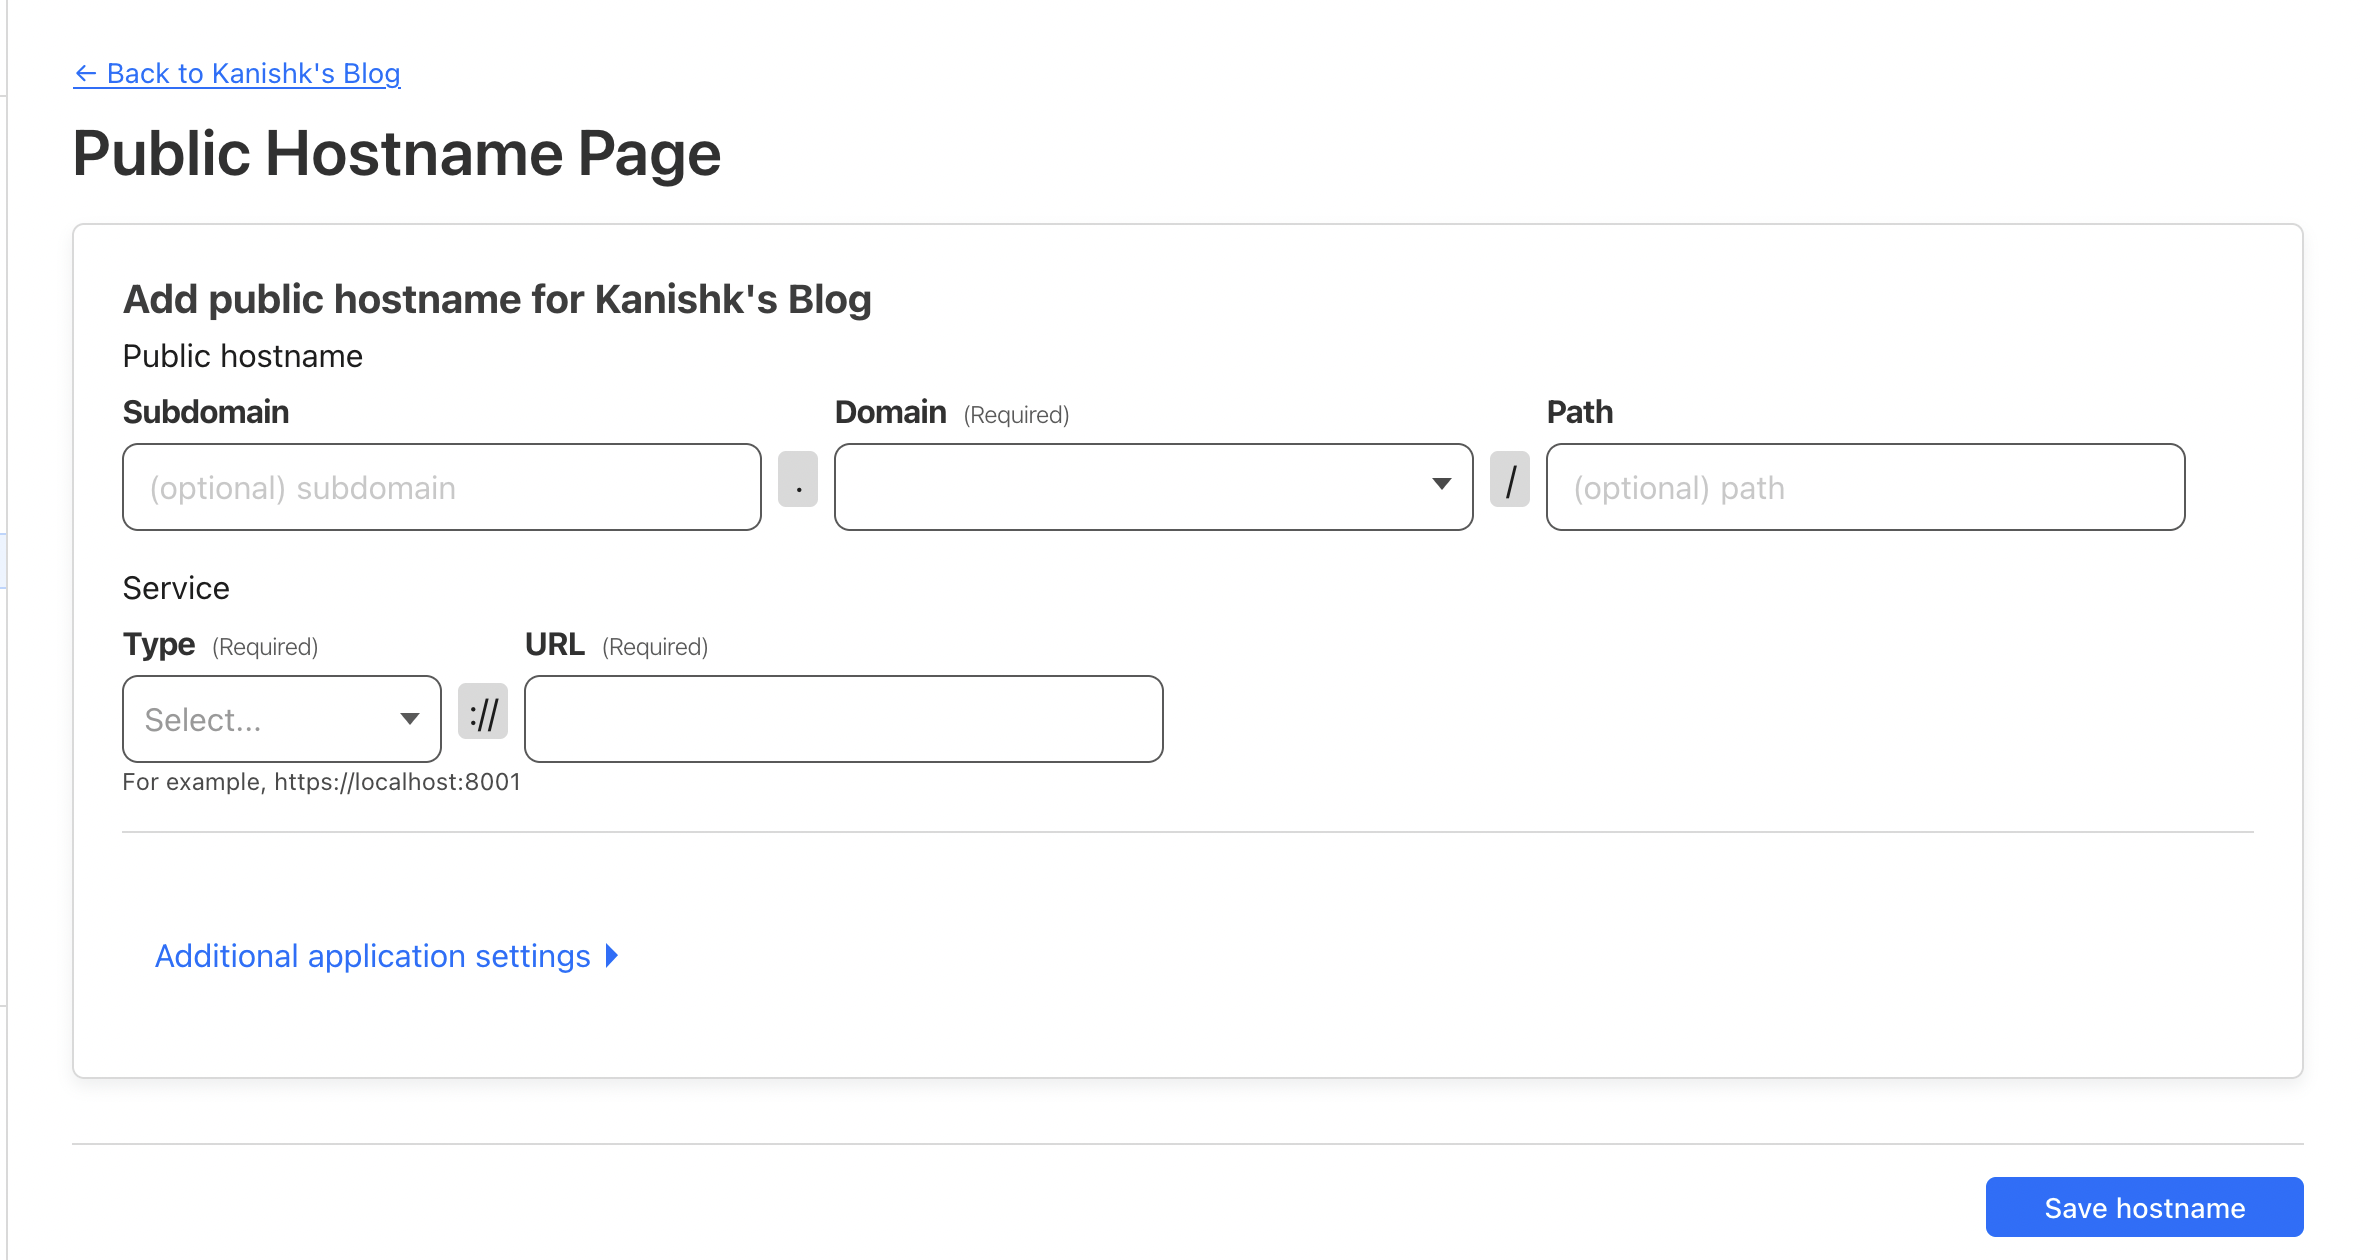 ← Back to Kanishk's Blog
Public Hostname Page
Add public hostname for Kanishk's Blog
Public hostname
Subdomain Domain (Required) Path
(optional) subdomain . / (optional) path
Service
Type (Required) URL (Required)
Select... ://
For example, https://localhost:8001
Additional application settings
Save hostname